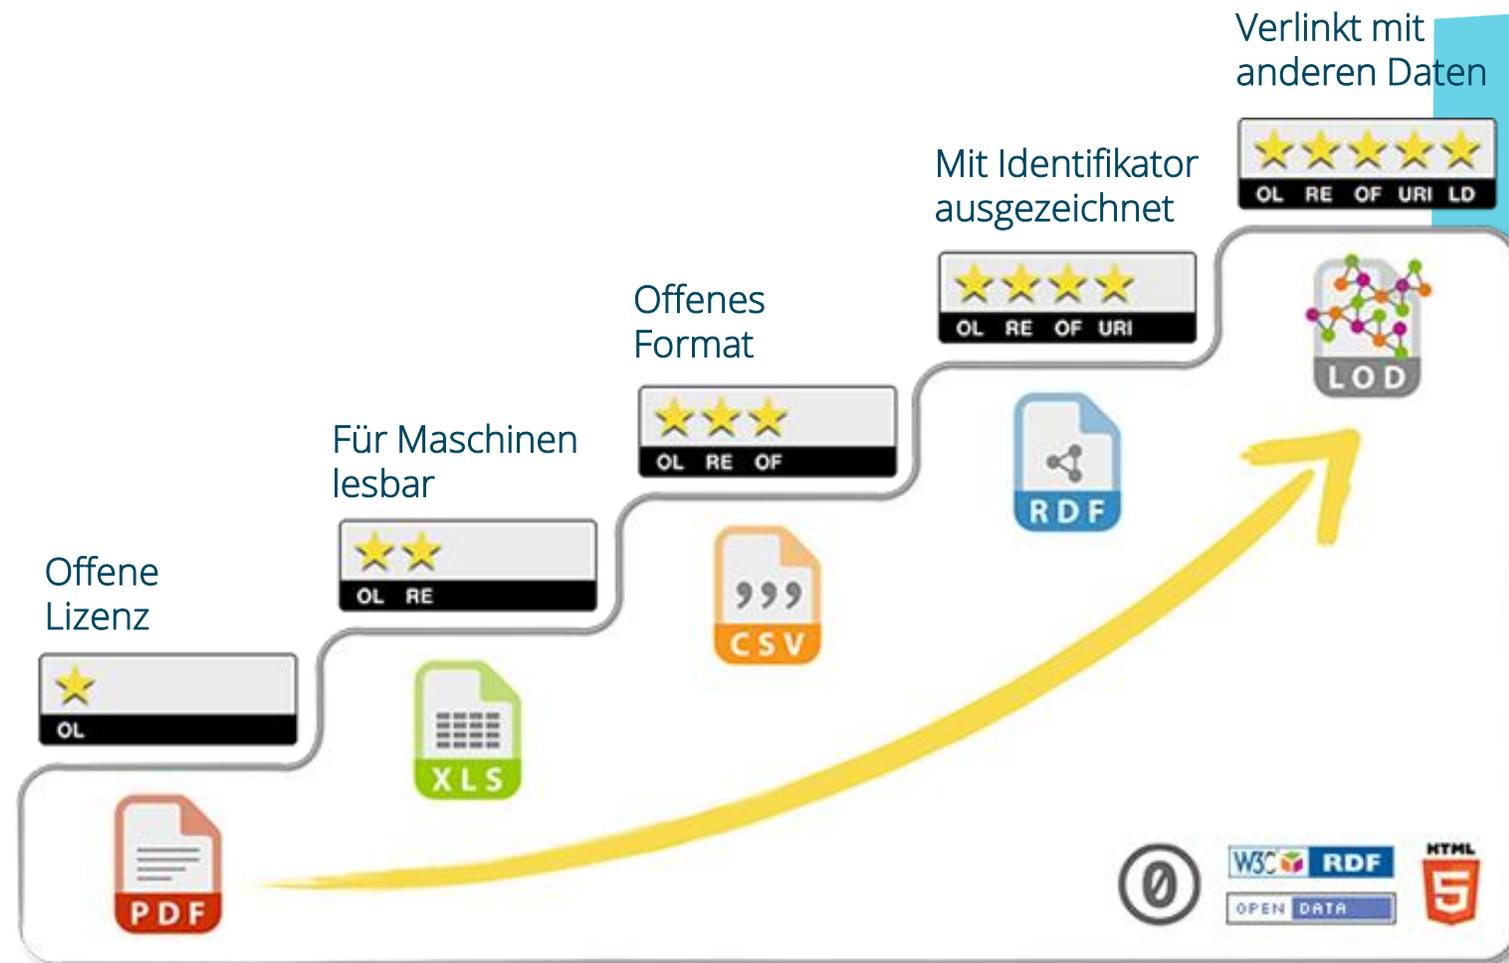 Offene
Lizenz
OL
PDF
Für Maschinen
lesbar
OL RE
XLS
Offenes
Format
OL RE OF
,,,
CSV
Mit Identifikator
ausgezeichnet
OL RE OF URI
RDF
Verlinkt mit
anderen Daten
OL RE OF URI LD
LOD
0
W3C RDF
OPEN DATA
HTML
5